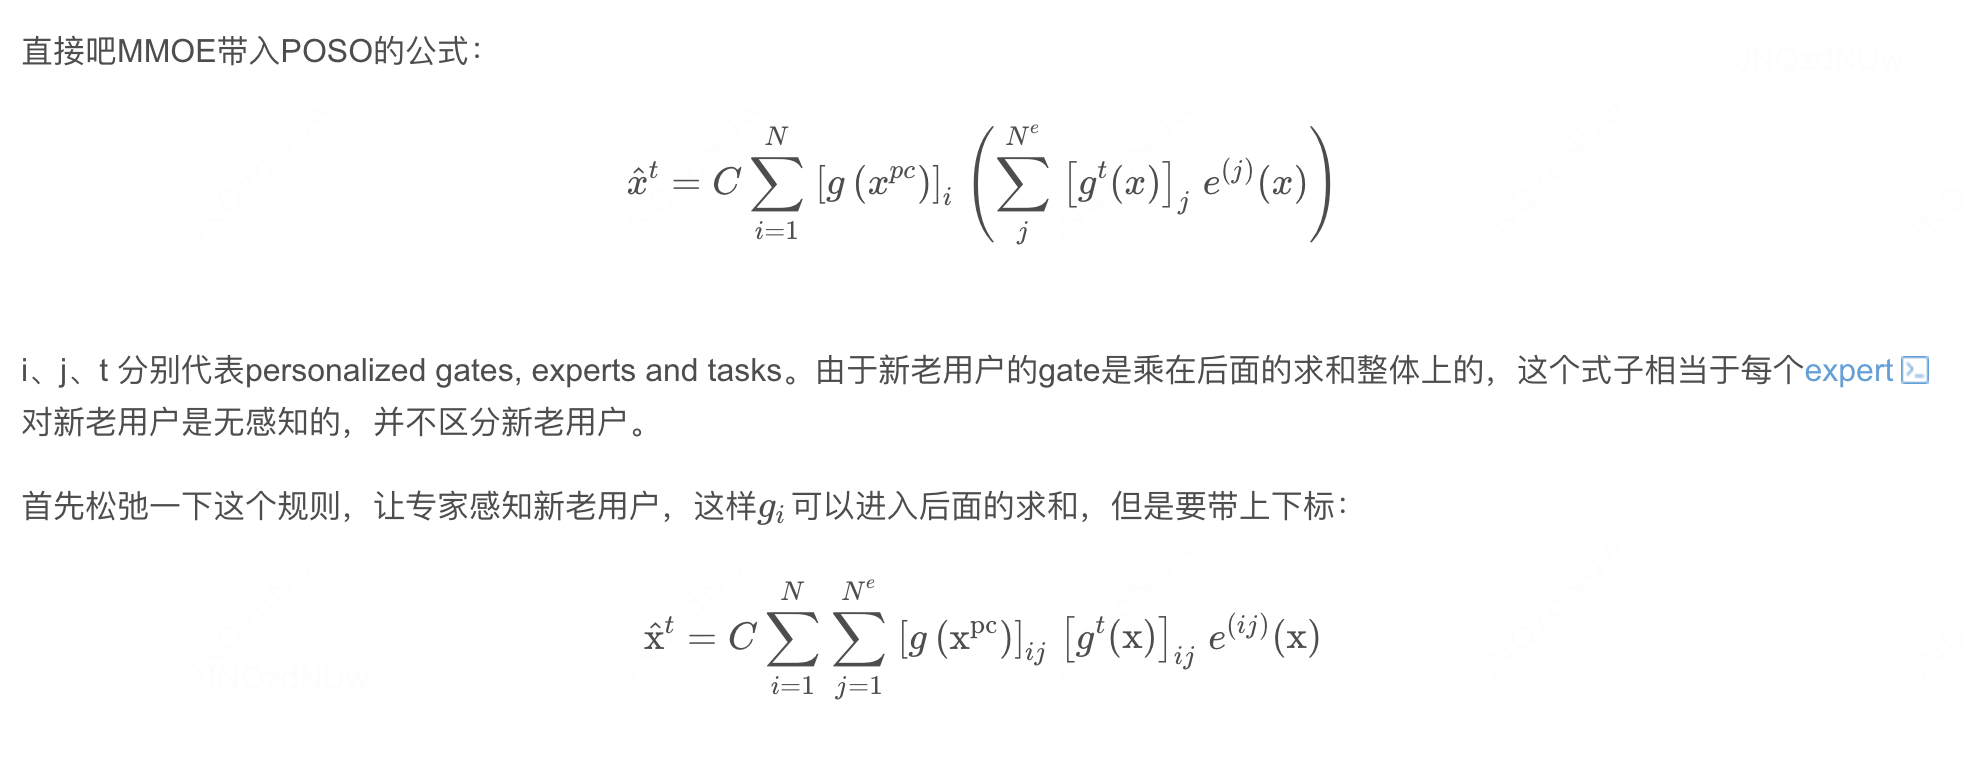 直接吧MMOE带入POSO的公式：
$$\hat{x}^t = C \sum_{i=1}^{N} [g(x^{pc})]_i \left( \sum_{j}^{N^e} [g^t(x)]_j e^{(j)}(x) \right)$$
i、j、t 分别代表personalized gates, experts and tasks。由于新老用户的gate是乘在后面的求和整体上的，这个式子相当于每个expert
对新老用户是无感知的，并不区分新老用户。
首先松弛一下这个规则，让专家感知新老用户，这样$g_i$ 可以进入后面的求和，但是要带上下标：
$$\hat{\mathrm{x}}^t = C \sum_{i=1}^{N} \sum_{j=1}^{N^e} [g(\mathrm{x}^{\mathrm{pc}})]_{ij} [g^t(\mathrm{x})]_{ij} e^{(ij)}(\mathrm{x})$$